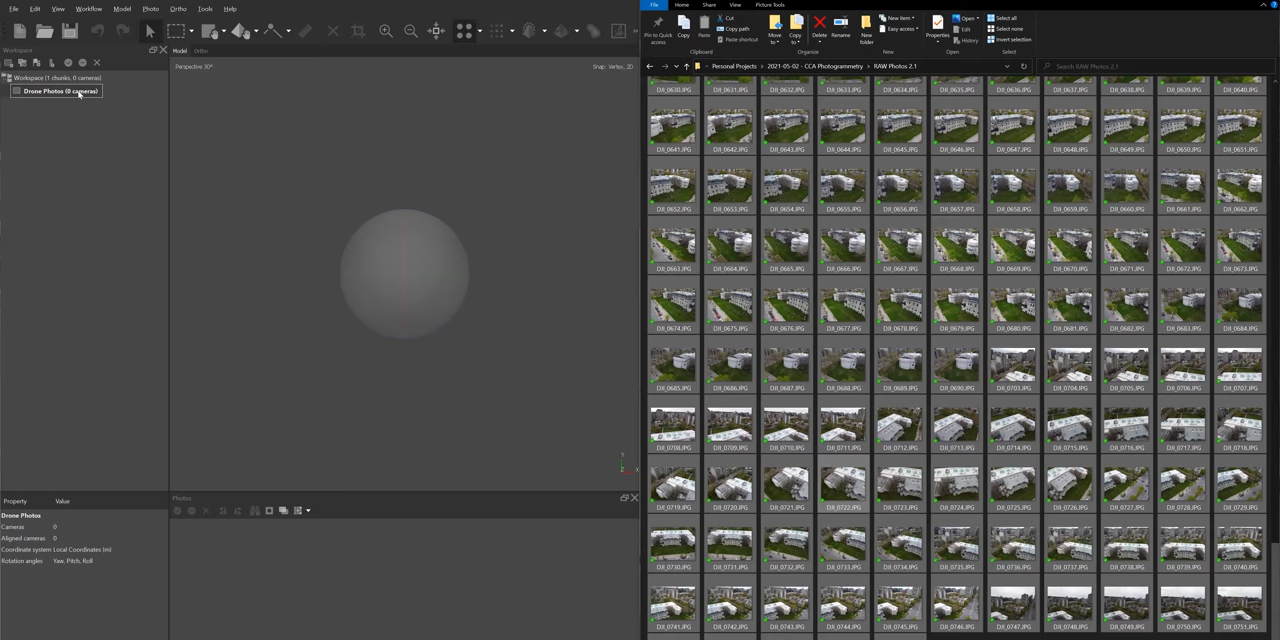 File Edit View Workflow Model Photo Ortho Tools Help
Workspace
Workspace (1 chunks, 0 cameras)
Drone Photos (0 cameras)
Model Ortho
Perspective 30°
Snap: Vertex, 2D
Y
Z X
Property Value
Drone Photos
Cameras 0
Aligned cameras 0
Coordinate system Local Coordinates (m)
Rotation angles Yaw, Pitch, Roll
Photos
File Home Share View Picture Tools
Pin to Quick access
Copy
Paste
Cut
Copy path
Paste shortcut
Move to
Copy to
Delete
Rename
New folder
New item
Easy access
Properties
Open
Edit
History
Select all
Select none
Invert selection
Clipboard Organize New Open Select
Personal Projects > 2021-05-02 - CCA Photogrammetry > RAW Photos 2.1
Search RAW Photos 2.1
DJI_0630.JPG DJI_0631.JPG DJI_0632.JPG DJI_0633.JPG DJI_0634.JPG DJI_0635.JPG DJI_0636.JPG DJI_0637.JPG DJI_0638.JPG DJI_0639.JPG DJI_0640.JPG
DJI_0641.JPG DJI_0642.JPG DJI_0643.JPG DJI_0644.JPG DJI_0645.JPG DJI_0646.JPG DJI_0647.JPG DJI_0648.JPG DJI_0649.JPG DJI_0650.JPG DJI_0651.JPG
DJI_0652.JPG DJI_0653.JPG DJI_0654.JPG DJI_0655.JPG DJI_0656.JPG DJI_0657.JPG DJI_0658.JPG DJI_0659.JPG DJI_0660.JPG DJI_0661.JPG DJI_0662.JPG
DJI_0663.JPG DJI_0664.JPG DJI_0665.JPG DJI_0666.JPG DJI_0667.JPG DJI_0668.JPG DJI_0669.JPG DJI_0670.JPG DJI_0671.JPG DJI_0672.JPG DJI_0673.JPG
DJI_0674.JPG DJI_0675.JPG DJI_0676.JPG DJI_0677.JPG DJI_0678.JPG DJI_0679.JPG DJI_0680.JPG DJI_0681.JPG DJI_0682.JPG DJI_0683.JPG DJI_0684.JPG
DJI_0685.JPG DJI_0686.JPG DJI_0687.JPG DJI_0688.JPG DJI_0689.JPG DJI_0690.JPG DJI_0703.JPG DJI_0704.JPG DJI_0705.JPG DJI_0706.JPG DJI_0707.JPG
DJI_0708.JPG DJI_0709.JPG DJI_0710.JPG DJI_0711.JPG DJI_0712.JPG DJI_0713.JPG DJI_0714.JPG DJI_0715.JPG DJI_0716.JPG DJI_0717.JPG DJI_0718.JPG
DJI_0719.JPG DJI_0720.JPG DJI_0721.JPG DJI_0722.JPG DJI_0723.JPG DJI_0724.JPG DJI_0725.JPG DJI_0726.JPG DJI_0727.JPG DJI_0728.JPG DJI_0729.JPG
DJI_0730.JPG DJI_0731.JPG DJI_0732.JPG DJI_0733.JPG DJI_0734.JPG DJI_0735.JPG DJI_0736.JPG DJI_0737.JPG DJI_0738.JPG DJI_0739.JPG DJI_0740.JPG
DJI_0741.JPG DJI_0742.JPG DJI_0743.JPG DJI_0744.JPG DJI_0745.JPG DJI_0746.JPG DJI_0747.JPG DJI_0748.JPG DJI_0749.JPG DJI_0750.JPG DJI_0751.JPG